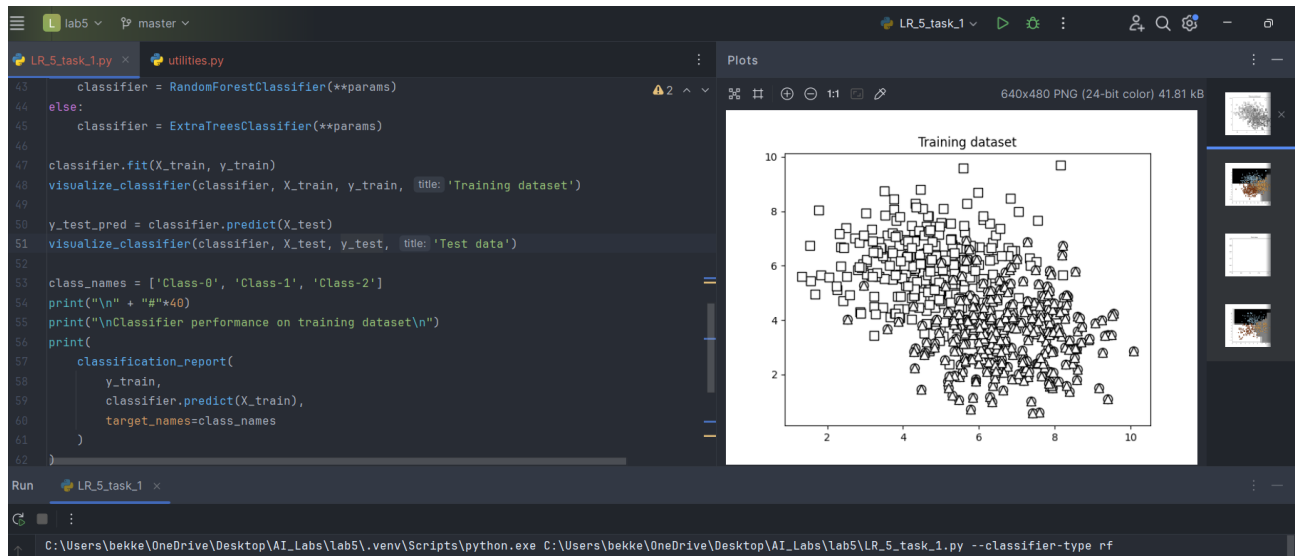 L lab5 master LR_5_task_1
LR_5_task_1.py utilities.py
43 classifier = RandomForestClassifier(**params) 2
44 else:
45 classifier = ExtraTreesClassifier(**params)
46
47 classifier.fit(X_train, y_train)
48 visualize_classifier(classifier, X_train, y_train, title: 'Training dataset')
49
50 y_test_pred = classifier.predict(X_test)
51 visualize_classifier(classifier, X_test, y_test, title: 'Test data')
52
53 class_names = ['Class-0', 'Class-1', 'Class-2']
54 print("\n" + "#"*40)
55 print("\nClassifier performance on training dataset\n")
56 print(
57 classification_report(
58 y_train,
59 classifier.predict(X_train),
60 target_names=class_names
61 )
62 )
Plots
1:1 640x480 PNG (24-bit color) 41.81 kB
Training dataset
10
8
6
4
2
2 4 6 8 10
Run LR_5_task_1
C:\Users\bekke\OneDrive\Desktop\AI_Labs\lab5\.venv\Scripts\python.exe C:\Users\bekke\OneDrive\Desktop\AI_Labs\lab5\LR_5_task_1.py --classifier-type rf